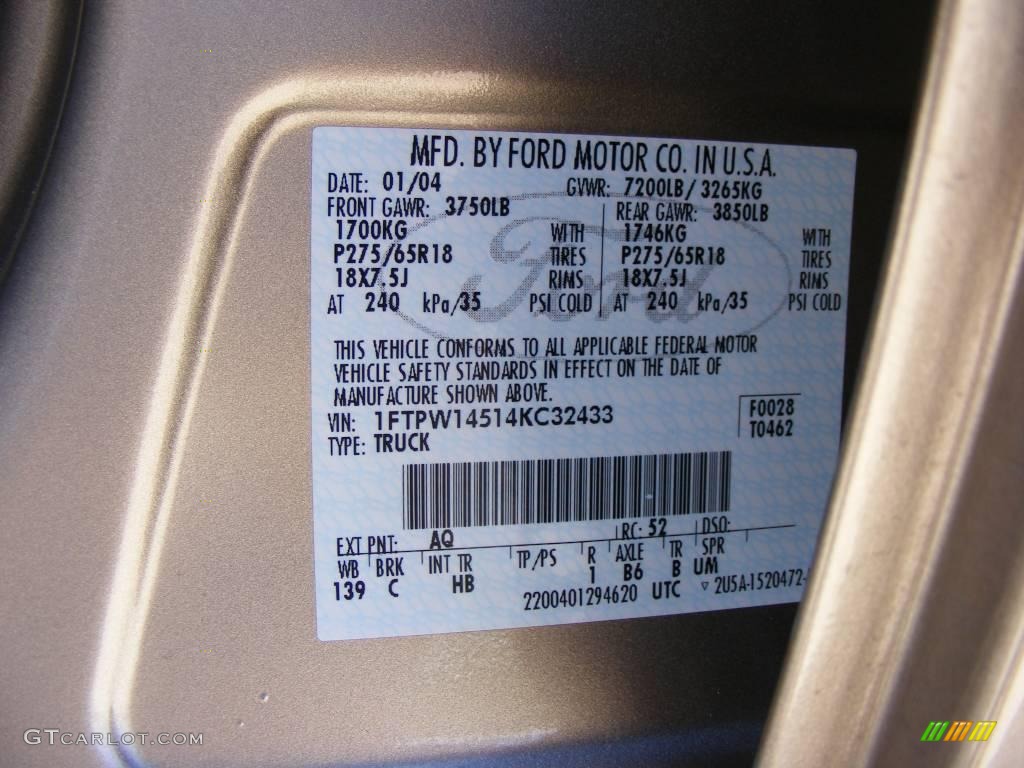 MFD. BY FORD MOTOR CO. IN U.S.A.
DATE: 01/04 GVWR: 7200LB/ 3265KG
FRONT GAWR: 3750LB REAR GAWR: 3850LB
1700KG WITH 1746KG WITH
P275/65R18 TIRES P275/65R18 TIRES
18X7.5J RIMS 18X7.5J RIMS
AT 240 kPa/35 PSI COLD AT 240 kPa/35 PSI COLD
Ford
THIS VEHICLE CONFORMS TO ALL APPLICABLE FEDERAL MOTOR
VEHICLE SAFETY STANDARDS IN EFFECT ON THE DATE OF
MANUFACTURE SHOWN ABOVE.
VIN: 1FTPW14514KC32433 F0028
TYPE: TRUCK T0462
EXT PNT: AQ RC: 52 DSO:
WB BRK INT TR TP/PS R AXLE TR SPR
139 C HB 1 B6 B UM
2200401294620 UTC ▿ 2U5A-1520472-
GTCARLOT.COM